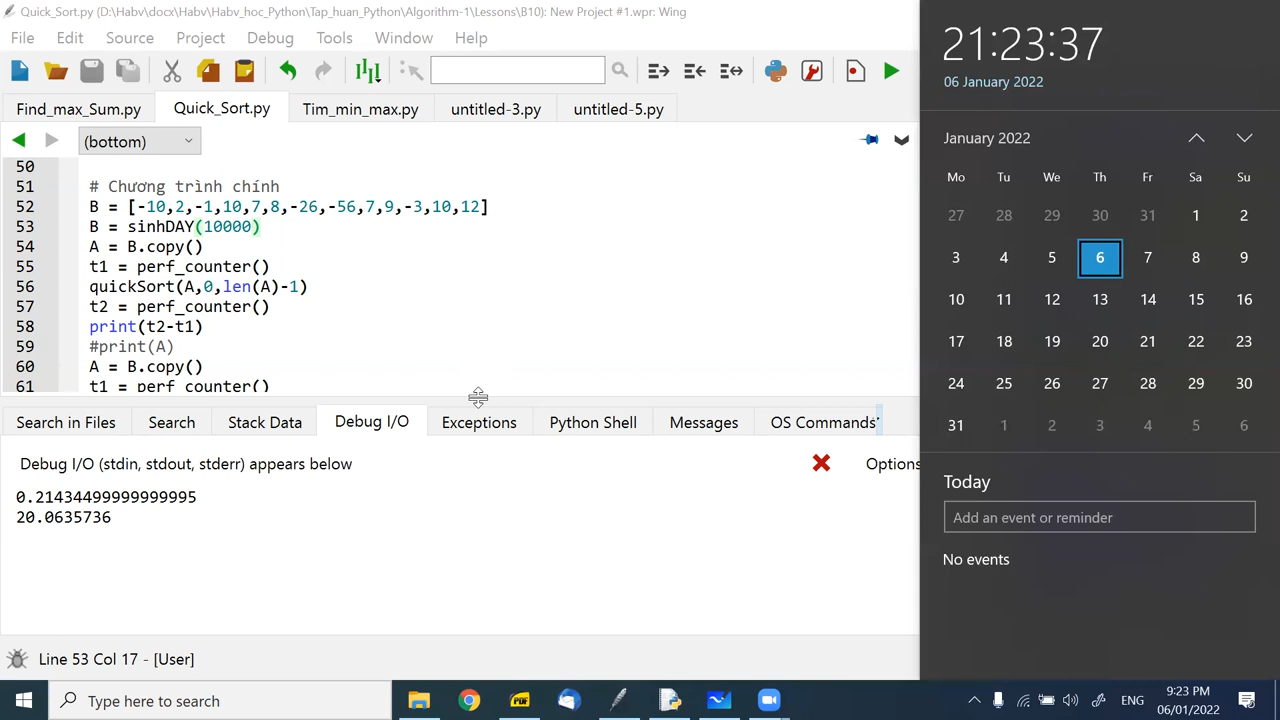 Quick_Sort.py (D:\Habv\docx\Habv\Habv_hoc_Python\Tap_huan_Python\Algorithm-1\Lessons\B10): New Project #1.wpr: Wing
File Edit Source Project Debug Tools Window Help
Find_max_Sum.py Quick_Sort.py Tim_min_max.py untitled-3.py untitled-5.py
(bottom)
50
51 # Chương trình chính
52 B = [-10,2,-1,10,7,8,-26,-56,7,9,-3,10,12]
53 B = sinhDAY(10000)
54 A = B.copy()
55 t1 = perf_counter()
56 quickSort(A,0,len(A)-1)
57 t2 = perf_counter()
58 print(t2-t1)
59 #print(A)
60 A = B.copy()
61 t1 = perf_counter()
Search in Files Search Stack Data Debug I/O Exceptions Python Shell Messages OS Commands
Debug I/O (stdin, stdout, stderr) appears below
Options
0.21434499999999995
20.0635736
Line 53 Col 17 - [User]
21:23:37
06 January 2022
January 2022
Mo Tu We Th Fr Sa Su
27 28 29 30 31 1 2
3 4 5 6 7 8 9
10 11 12 13 14 15 16
17 18 19 20 21 22 23
24 25 26 27 28 29 30
31 1 2 3 4 5 6
Today
Add an event or reminder
No events
Type here to search
PDF
ENG
9:23 PM
06/01/2022